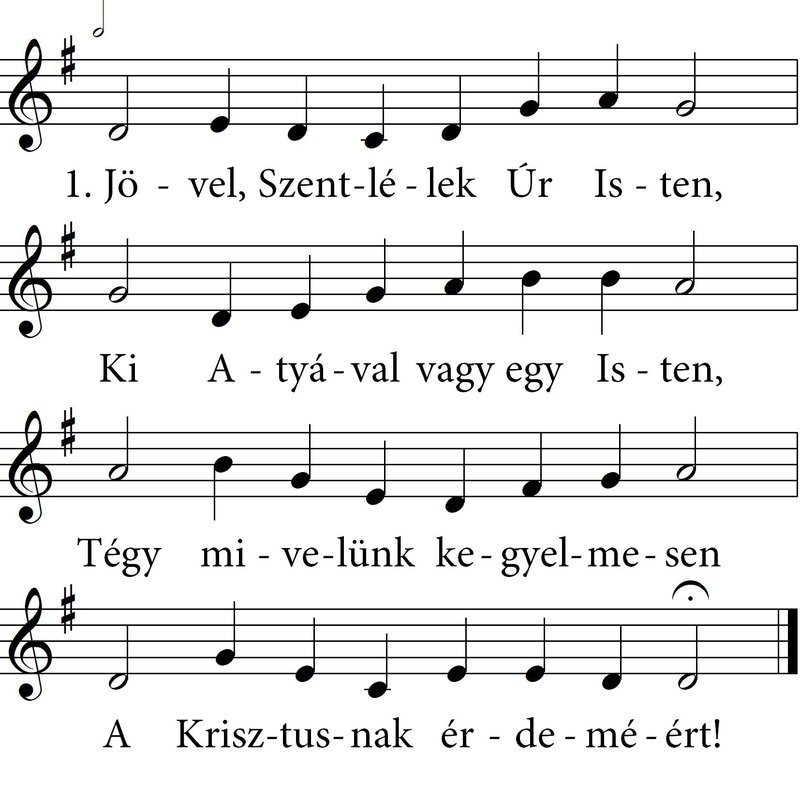 1. Jö - vel, Szent-lé - lek Úr Is - ten,
Ki A - tyá - val vagy egy Is - ten,
Tégy mi - ve-lünk ke - gyel-me- sen
A Krisz-tus- nak ér - de - mé - ért!